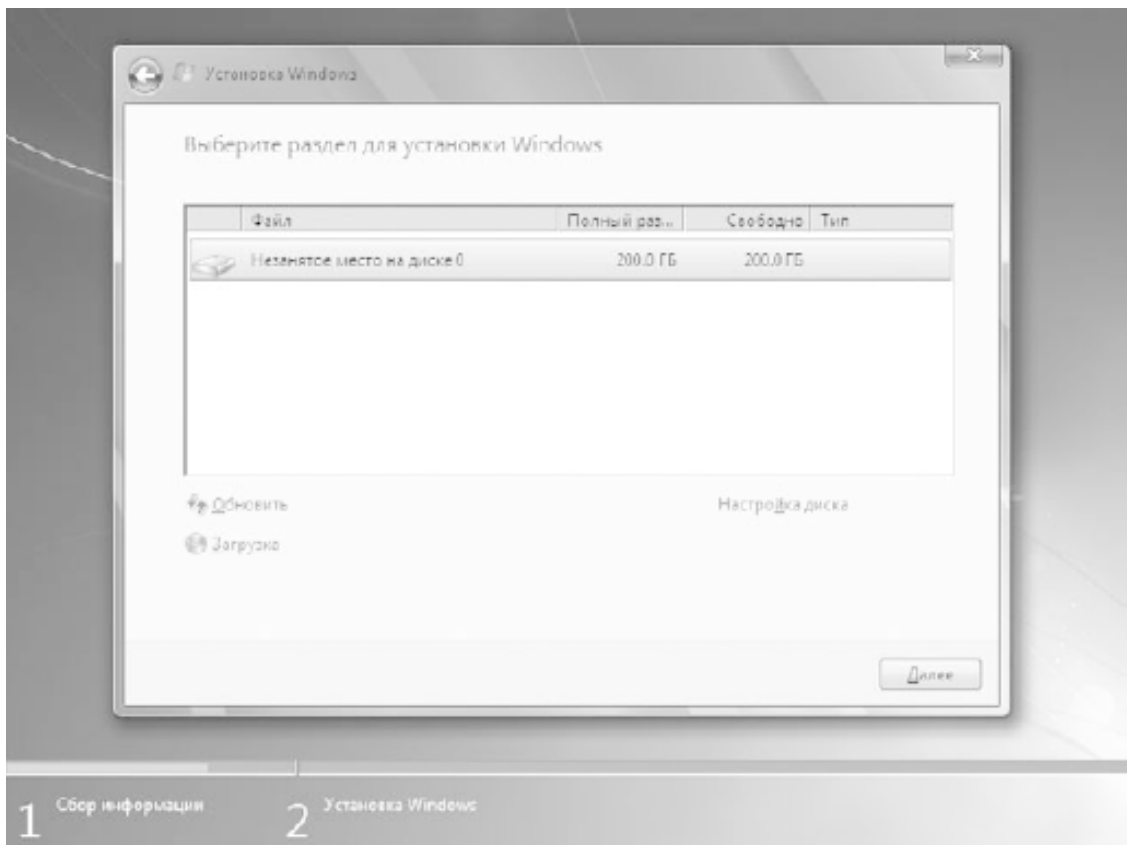 Установка Windows
Выберите раздел для установки Windows
Файл Полный раз... Свободно Тип
Незанятое место на диске 0 200.0 ГБ 200.0 ГБ
Обновить Настройка диска
Загрузка
Далее
1 Сбор информации 2 Установка Windows